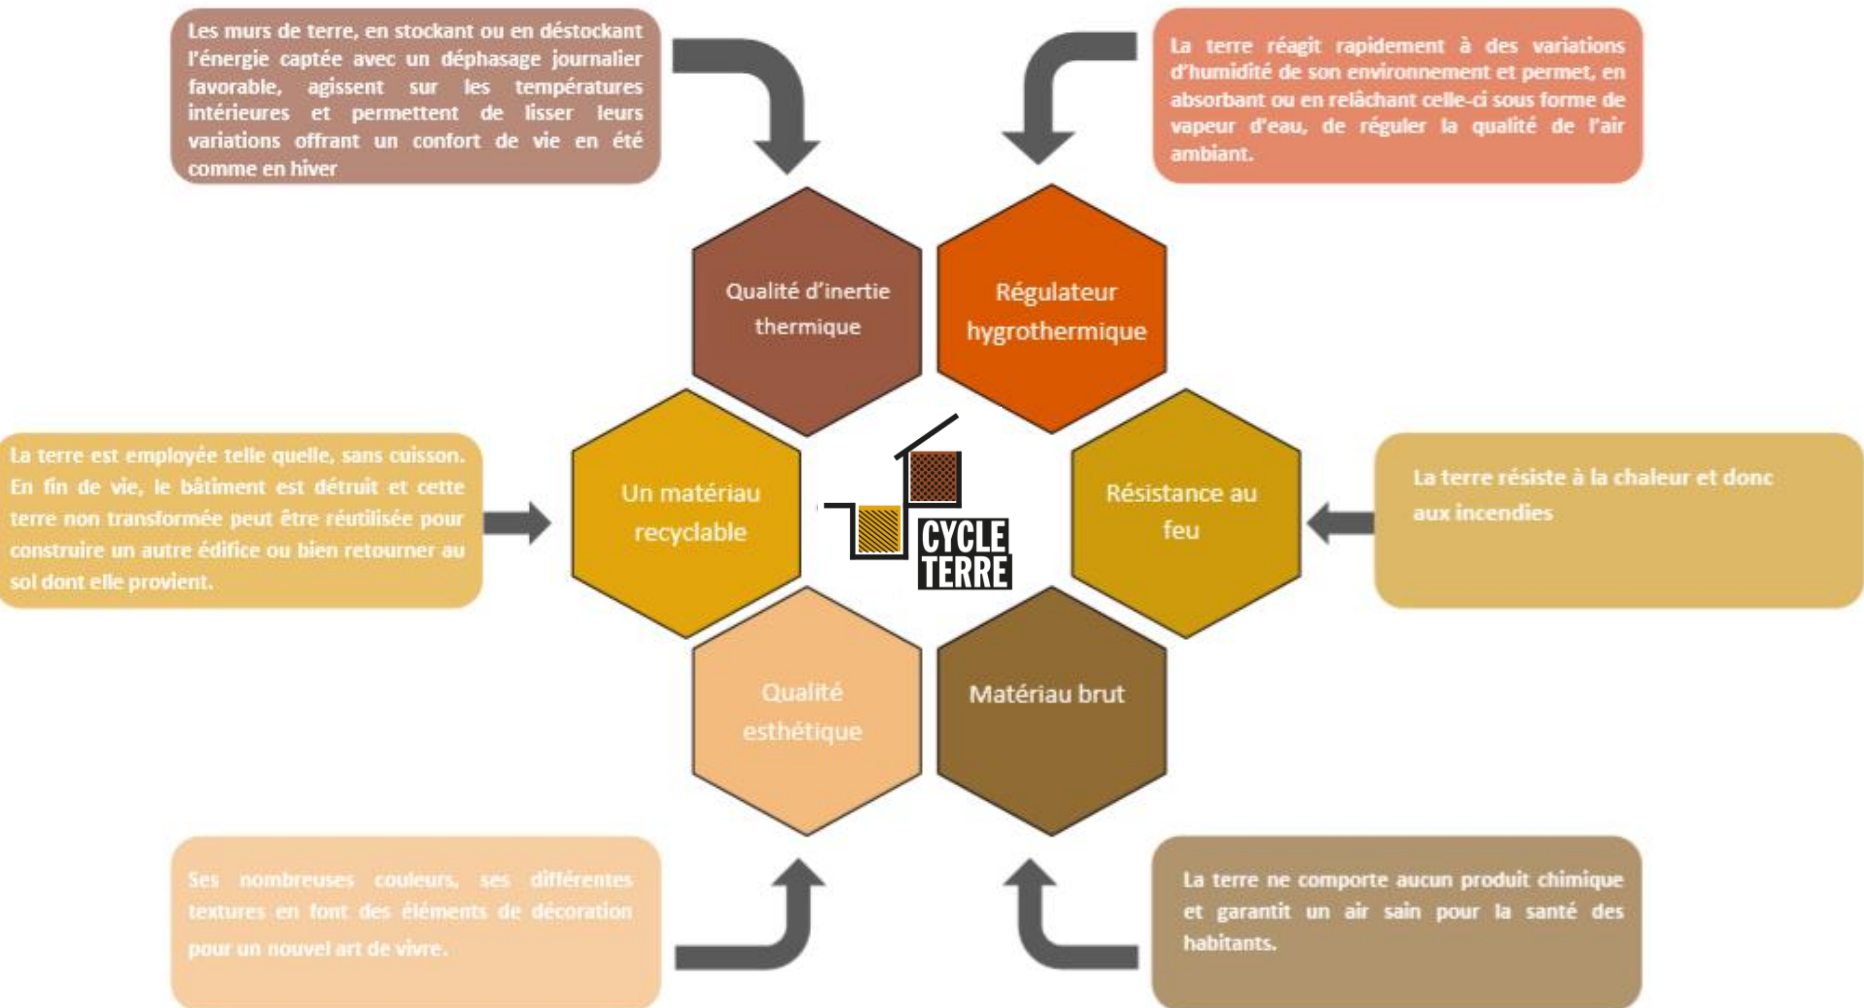 Les murs de terre, en stockant ou en déstockant
l'énergie captée avec un déphasage journalier
favorable, agissent sur les températures
intérieures et permettent de lisser leurs
variations offrant un confort de vie en été
comme en hiver
La terre réagit rapidement à des variations
d'humidité de son environnement et permet, en
absorbant ou en relâchant celle-ci sous forme de
vapeur d'eau, de réguler la qualité de l'air
ambiant.
Qualité d'inertie
thermique
Régulateur
hygrothermique
La terre est employée telle quelle, sans cuisson.
En fin de vie, le bâtiment est détruit et cette
terre non transformée peut être réutilisée pour
construire un autre édifice ou bien retourner au
sol dont elle provient.
Un matériau
recyclable
CYCLE
TERRE
Résistance au
feu
La terre résiste à la chaleur et donc
aux incendies
Qualité
esthétique
Matériau brut
Ses nombreuses couleurs, ses différentes
textures en font des éléments de décoration
pour un nouvel art de vivre.
La terre ne comporte aucun produit chimique
et garantit un air sain pour la santé des
habitants.